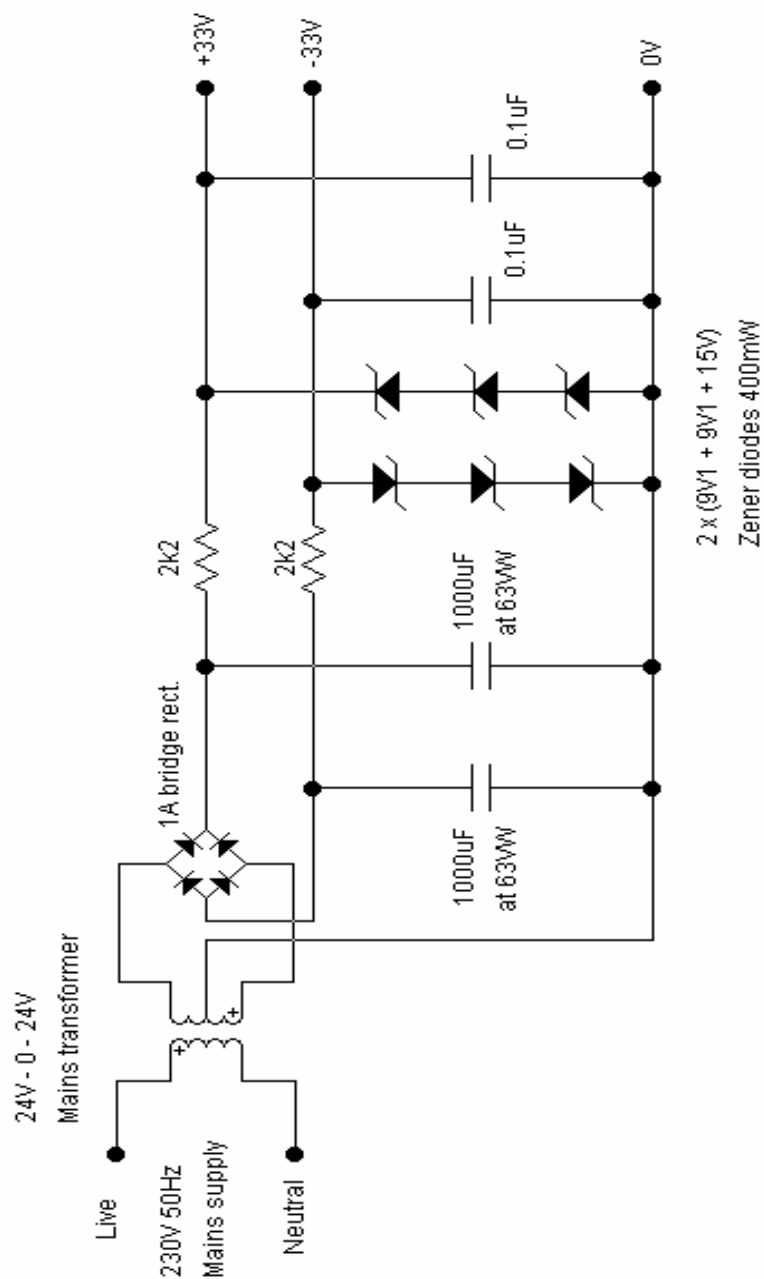 24V - 0 - 24V
Mains transformer
Live
230V 50Hz
Mains supply
Neutral
+
+
1A bridge rect.
2k2
2k2
1000uF
at 63VW
1000uF
at 63VW
2 x (9V1 + 9V1 + 15V)
Zener diodes 400mW
0.1uF
0.1uF
+33V
-33V
0V